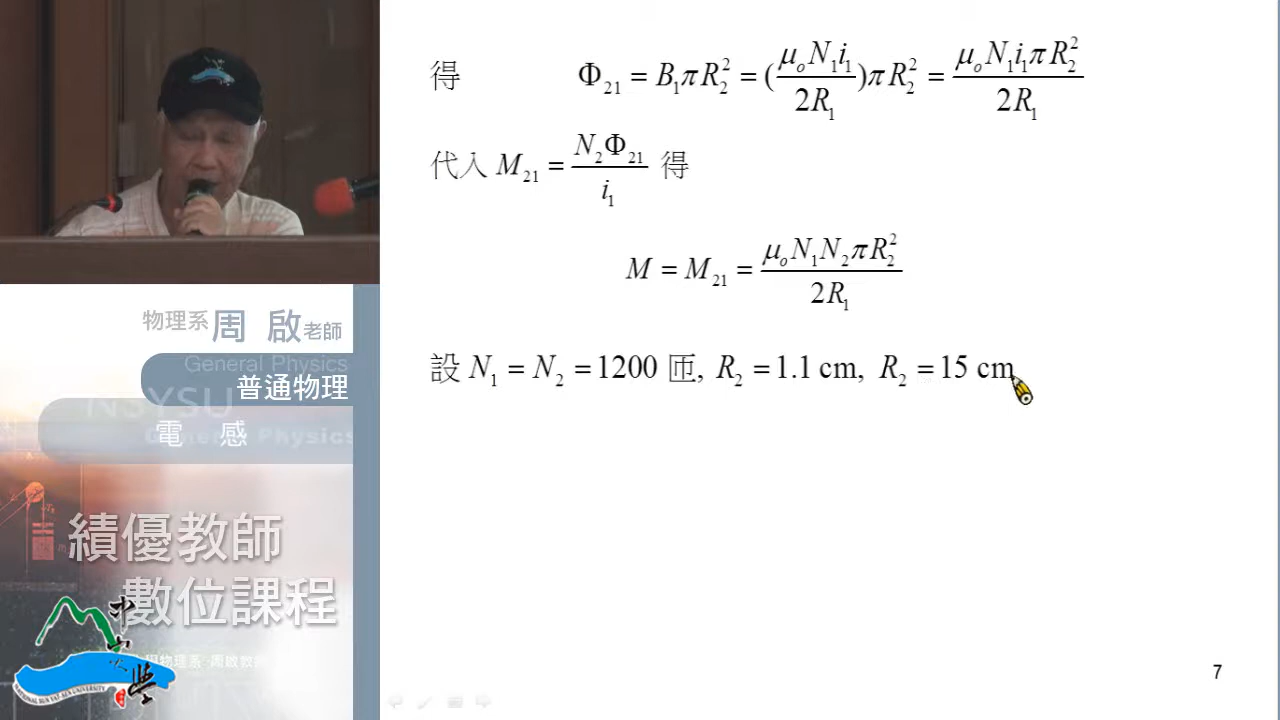 得 Φ₂₁ = B₁πR₂² = (μₒN₁i₁ / 2R₁)πR₂² = μₒN₁i₁πR₂² / 2R₁
代入 M₂₁ = N₂Φ₂₁ / i₁ 得
M = M₂₁ = μₒN₁N₂πR₂² / 2R₁
設 N₁ = N₂ = 1200 匝, R₂ = 1.1 cm, R₂ = 15 cm
7
物理系 周 啟 老師
General Physics
普通物理
NSYSU
電 感
General Physics
績優教師
數位課程